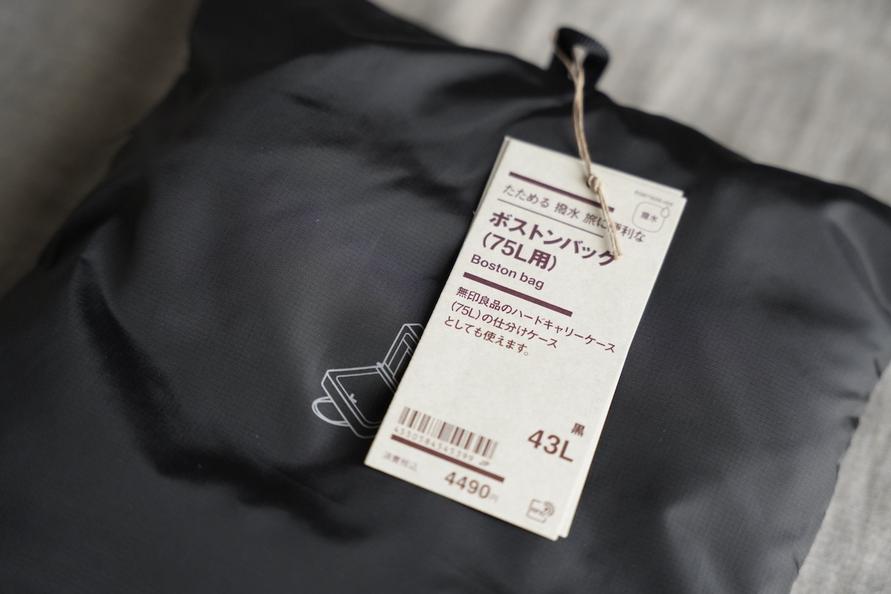 たためる 撥水 旅に便利な
撥水
ボストンバッグ
(75L用)
Boston bag
無印良品のハードキャリーケース
(75L)の仕分けケース
としても使えます。
黒
43L
消費税込
4490円